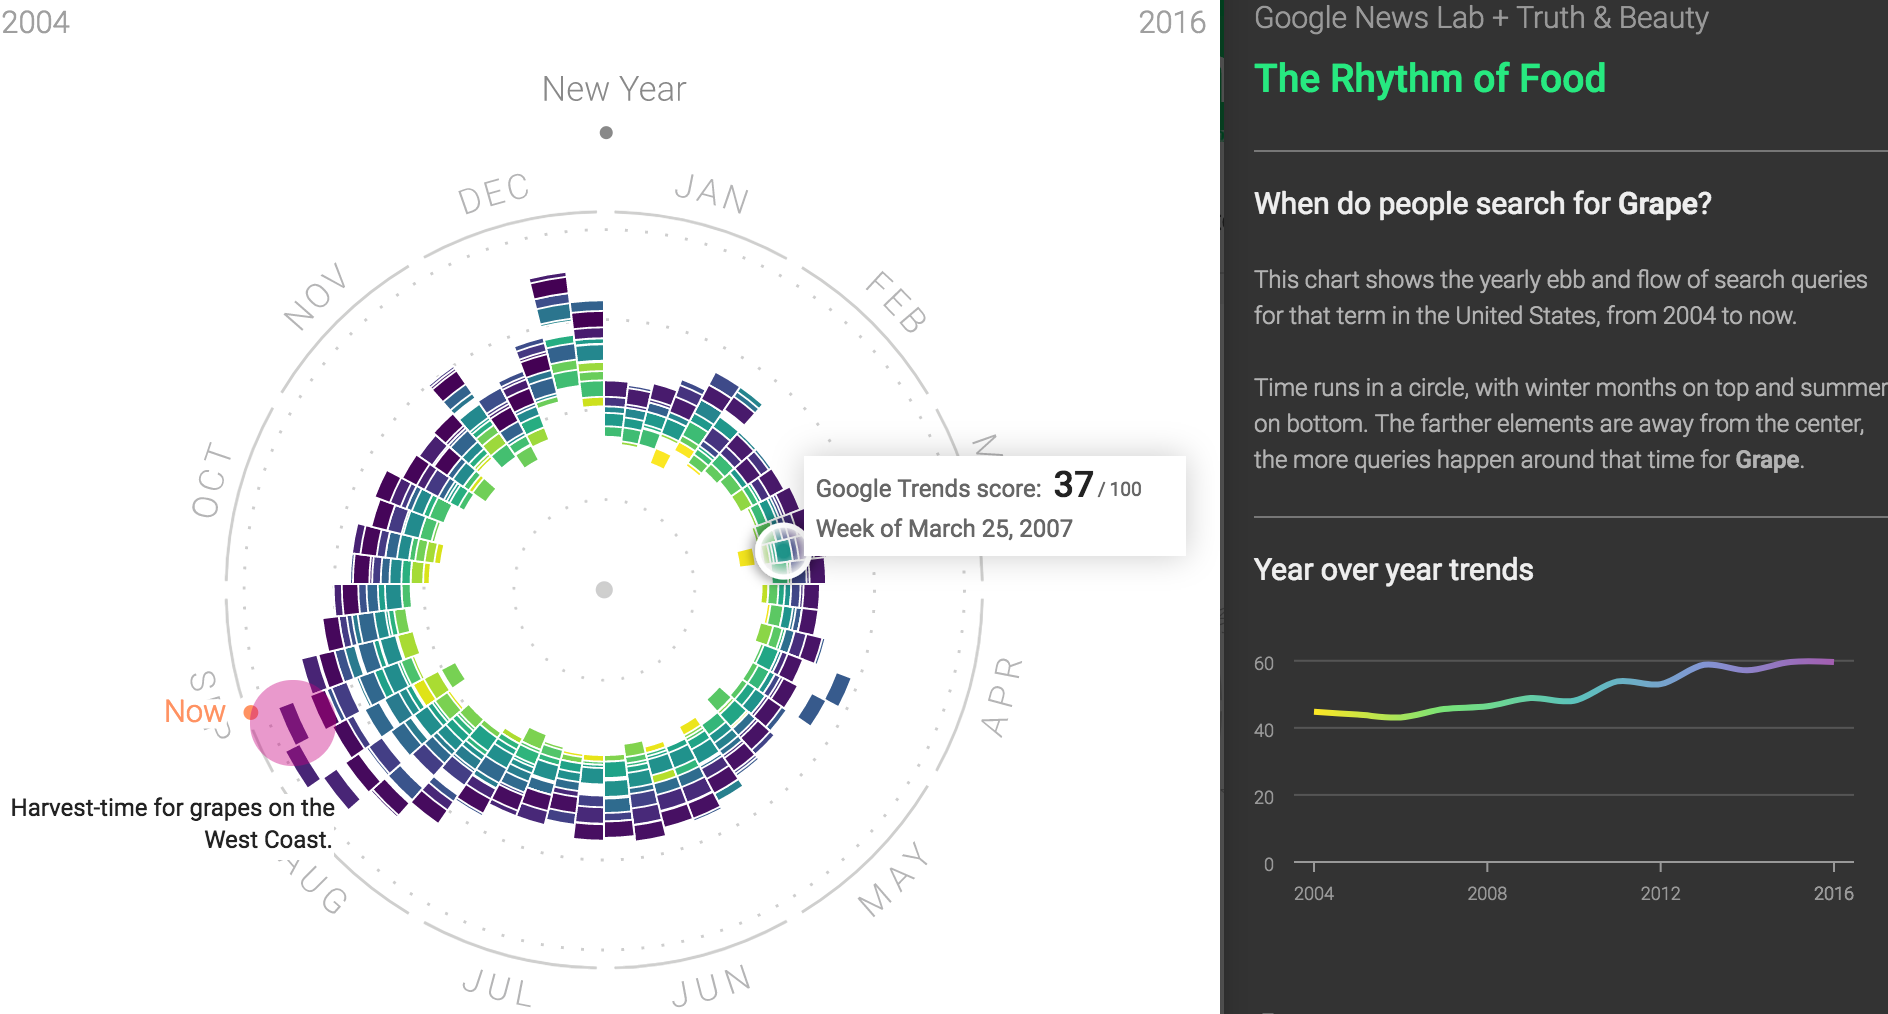 2004
2016
New Year
DEC
JAN
NOV
FEB
OCT
M
Google Trends score: 37 / 100
Week of March 25, 2007
APR
Now
Harvest-time for grapes on the
West Coast.
AUG
MAY
JUL
JUN
Google News Lab + Truth & Beauty
The Rhythm of Food
When do people search for Grape?
This chart shows the yearly ebb and flow of search queries
for that term in the United States, from 2004 to now.
Time runs in a circle, with winter months on top and summer
on bottom. The farther elements are away from the center,
the more queries happen around that time for Grape.
Year over year trends
60
40
20
0
2004
2008
2012
2016